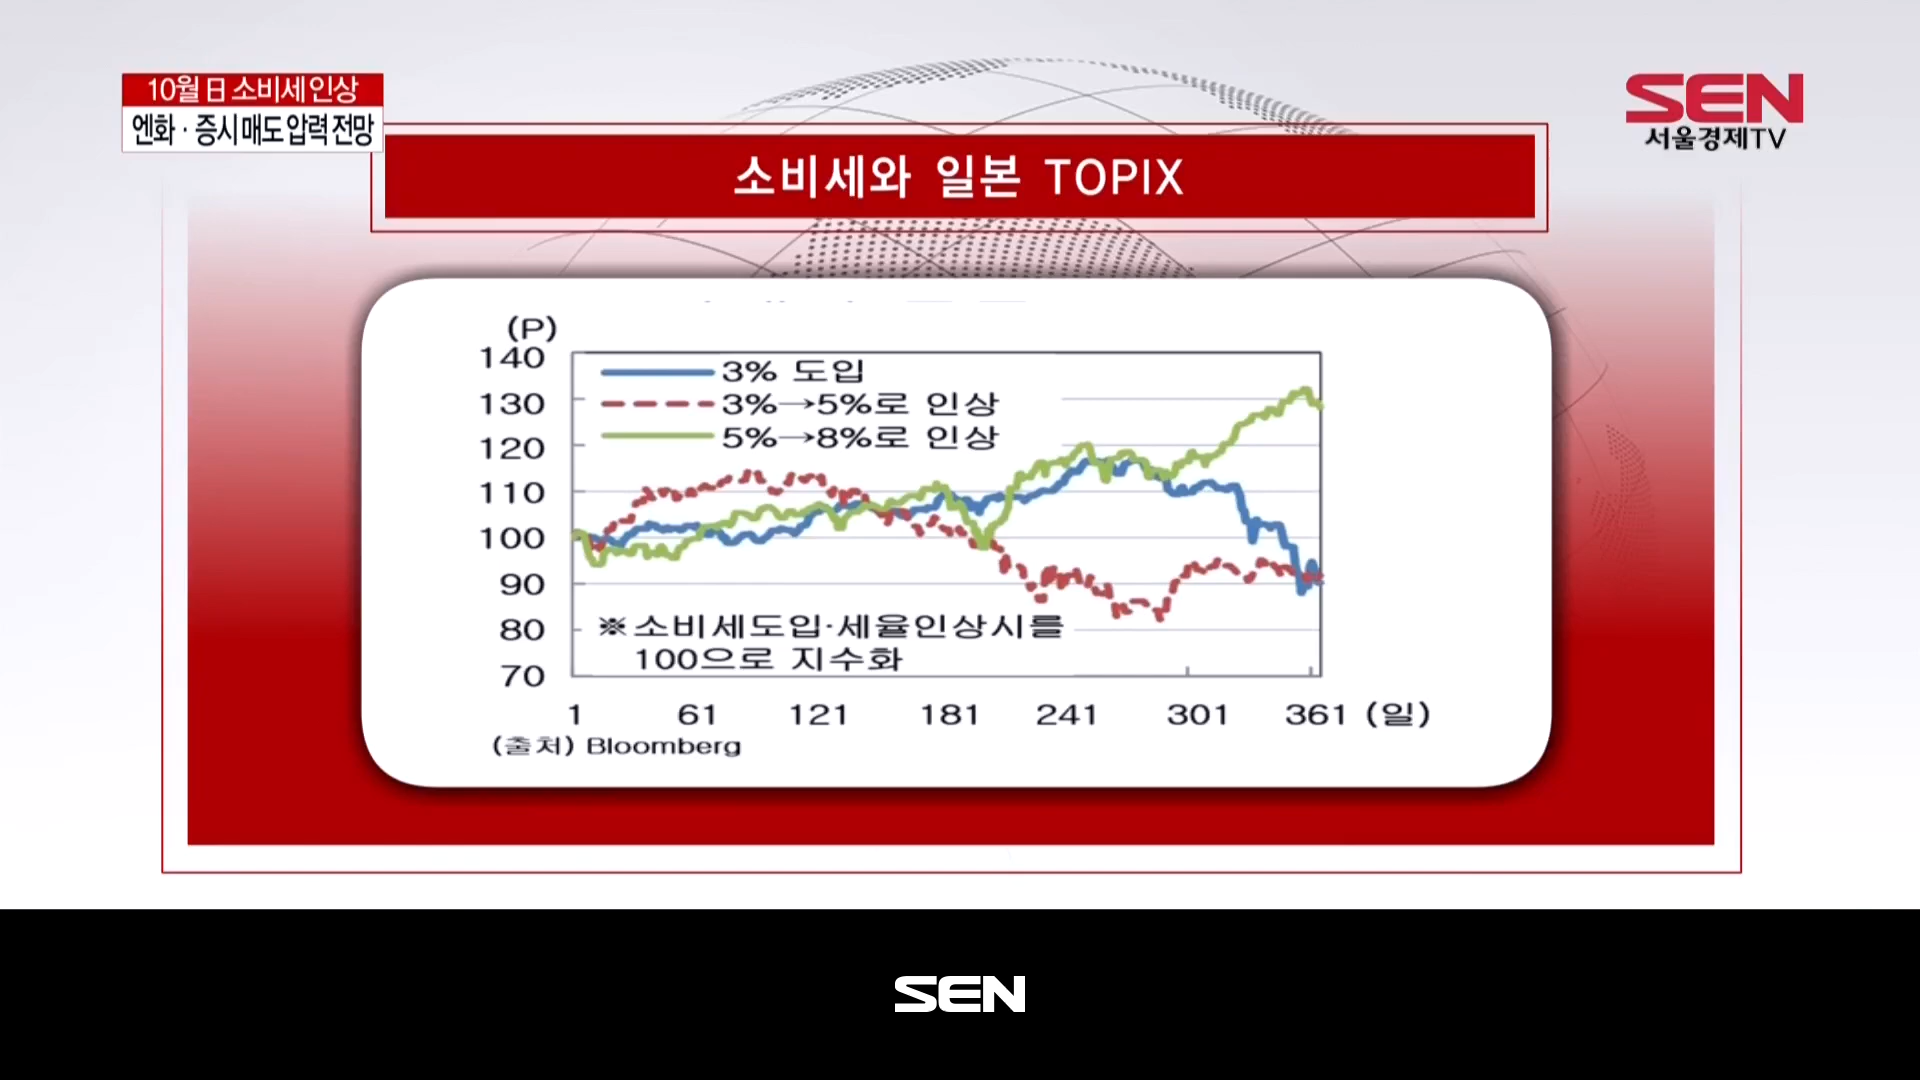 10월 日 소비세 인상
엔화 · 증시 매도 압력 전망
SEN
서울경제TV
소비세와 일본 TOPIX
(P)
140
130
120
110
100
90
80
70
3% 도입
3%→5%로 인상
5%→8%로 인상
※소비세도입·세율인상시를
100으로 지수화
1 61 121 181 241 301 361 (일)
(출처) Bloomberg
SEN